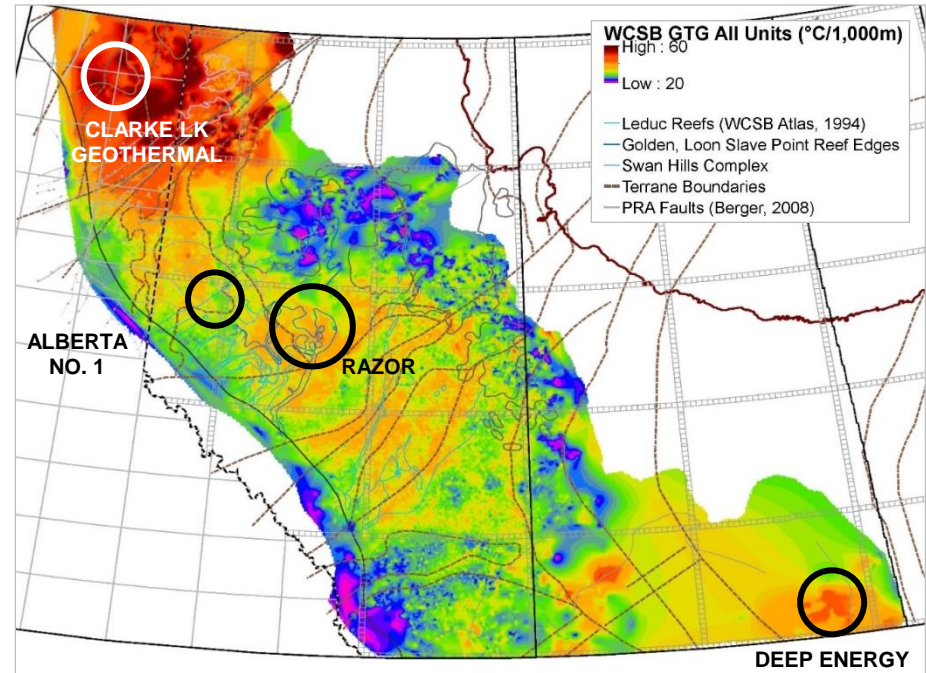 WCSB GTG All Units (°C/1,000m)
High : 60
Low : 20
Leduc Reefs (WCSB Atlas, 1994)
Golden, Loon Slave Point Reef Edges
Swan Hills Complex
Terrane Boundaries
PRA Faults (Berger, 2008)
CLARKE LK
GEOTHERMAL
ALBERTA
NO. 1
RAZOR
DEEP ENERGY